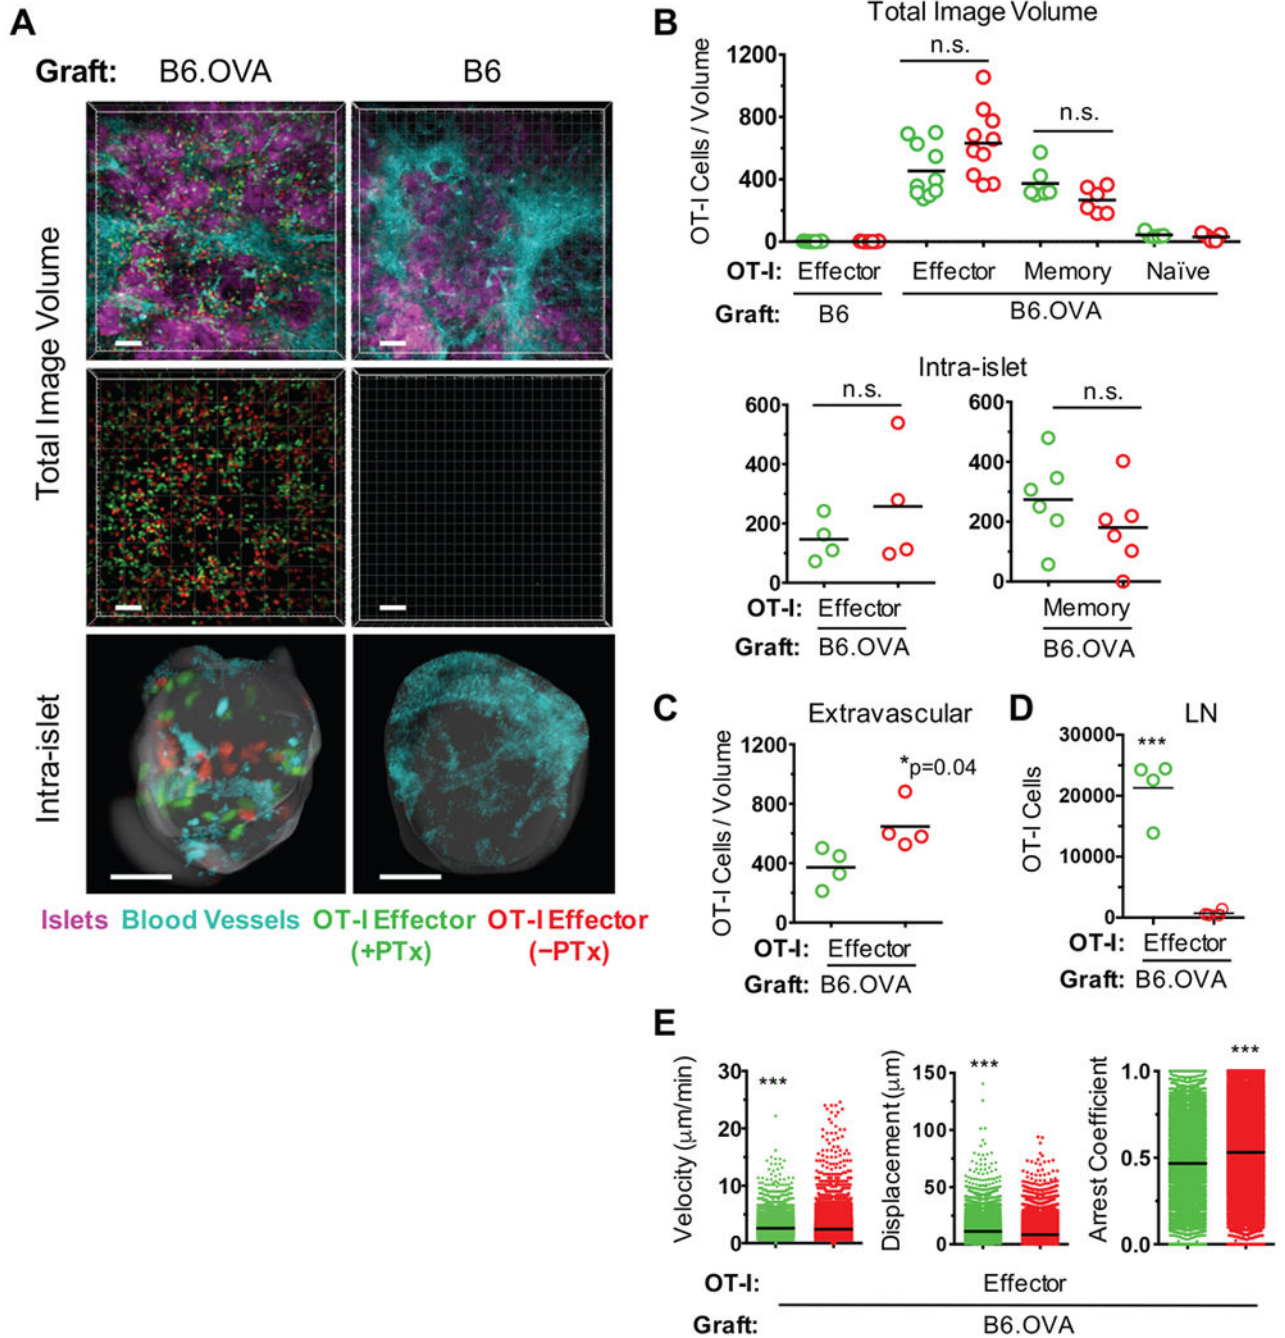 A
Graft: B6.OVA B6
Total Image Volume
Intra-islet
Islets Blood Vessels OT-I Effector OT-I Effector
(+PTx) (−PTx)
B
Total Image Volume
n.s.
n.s.
OT-I Cells / Volume
1200
800
400
0
OT-I: Effector Effector Memory Naïve
Graft: B6 B6.OVA
Intra-islet
n.s.
600
400
200
0
OT-I: Effector
Graft: B6.OVA
n.s.
600
400
200
0
Memory
B6.OVA
C
Extravascular
*p=0.04
OT-I Cells / Volume
1200
800
400
0
OT-I: Effector
Graft: B6.OVA
D
LN
***
OT-I Cells
30000
20000
10000
0
OT-I: Effector
Graft: B6.OVA
E
***
Velocity (μm/min)
30
20
10
0
***
Displacement (μm)
150
100
50
0
***
Arrest Coefficient
1.0
0.5
0.0
OT-I: Effector
Graft: B6.OVA